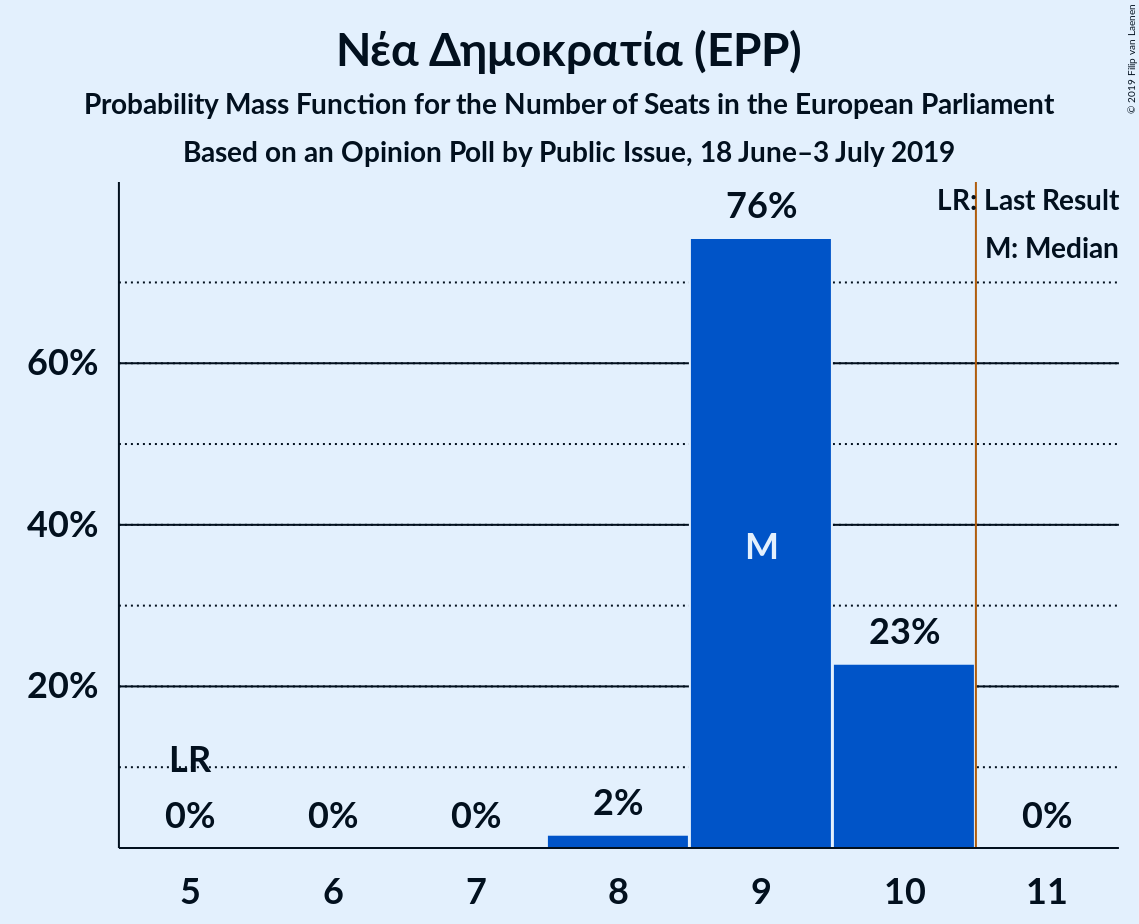 Νέα Δημοκρατία (EPP)
Probability Mass Function for the Number of Seats in the European Parliament
Based on an Opinion Poll by Public Issue, 18 June–3 July 2019
© 2019 Filip van Laenen
LR: Last Result
M: Median
76%
60%
40%
M
23%
20%
LR
0%
0%
0%
2%
0%
5
6
7
8
9
10
11